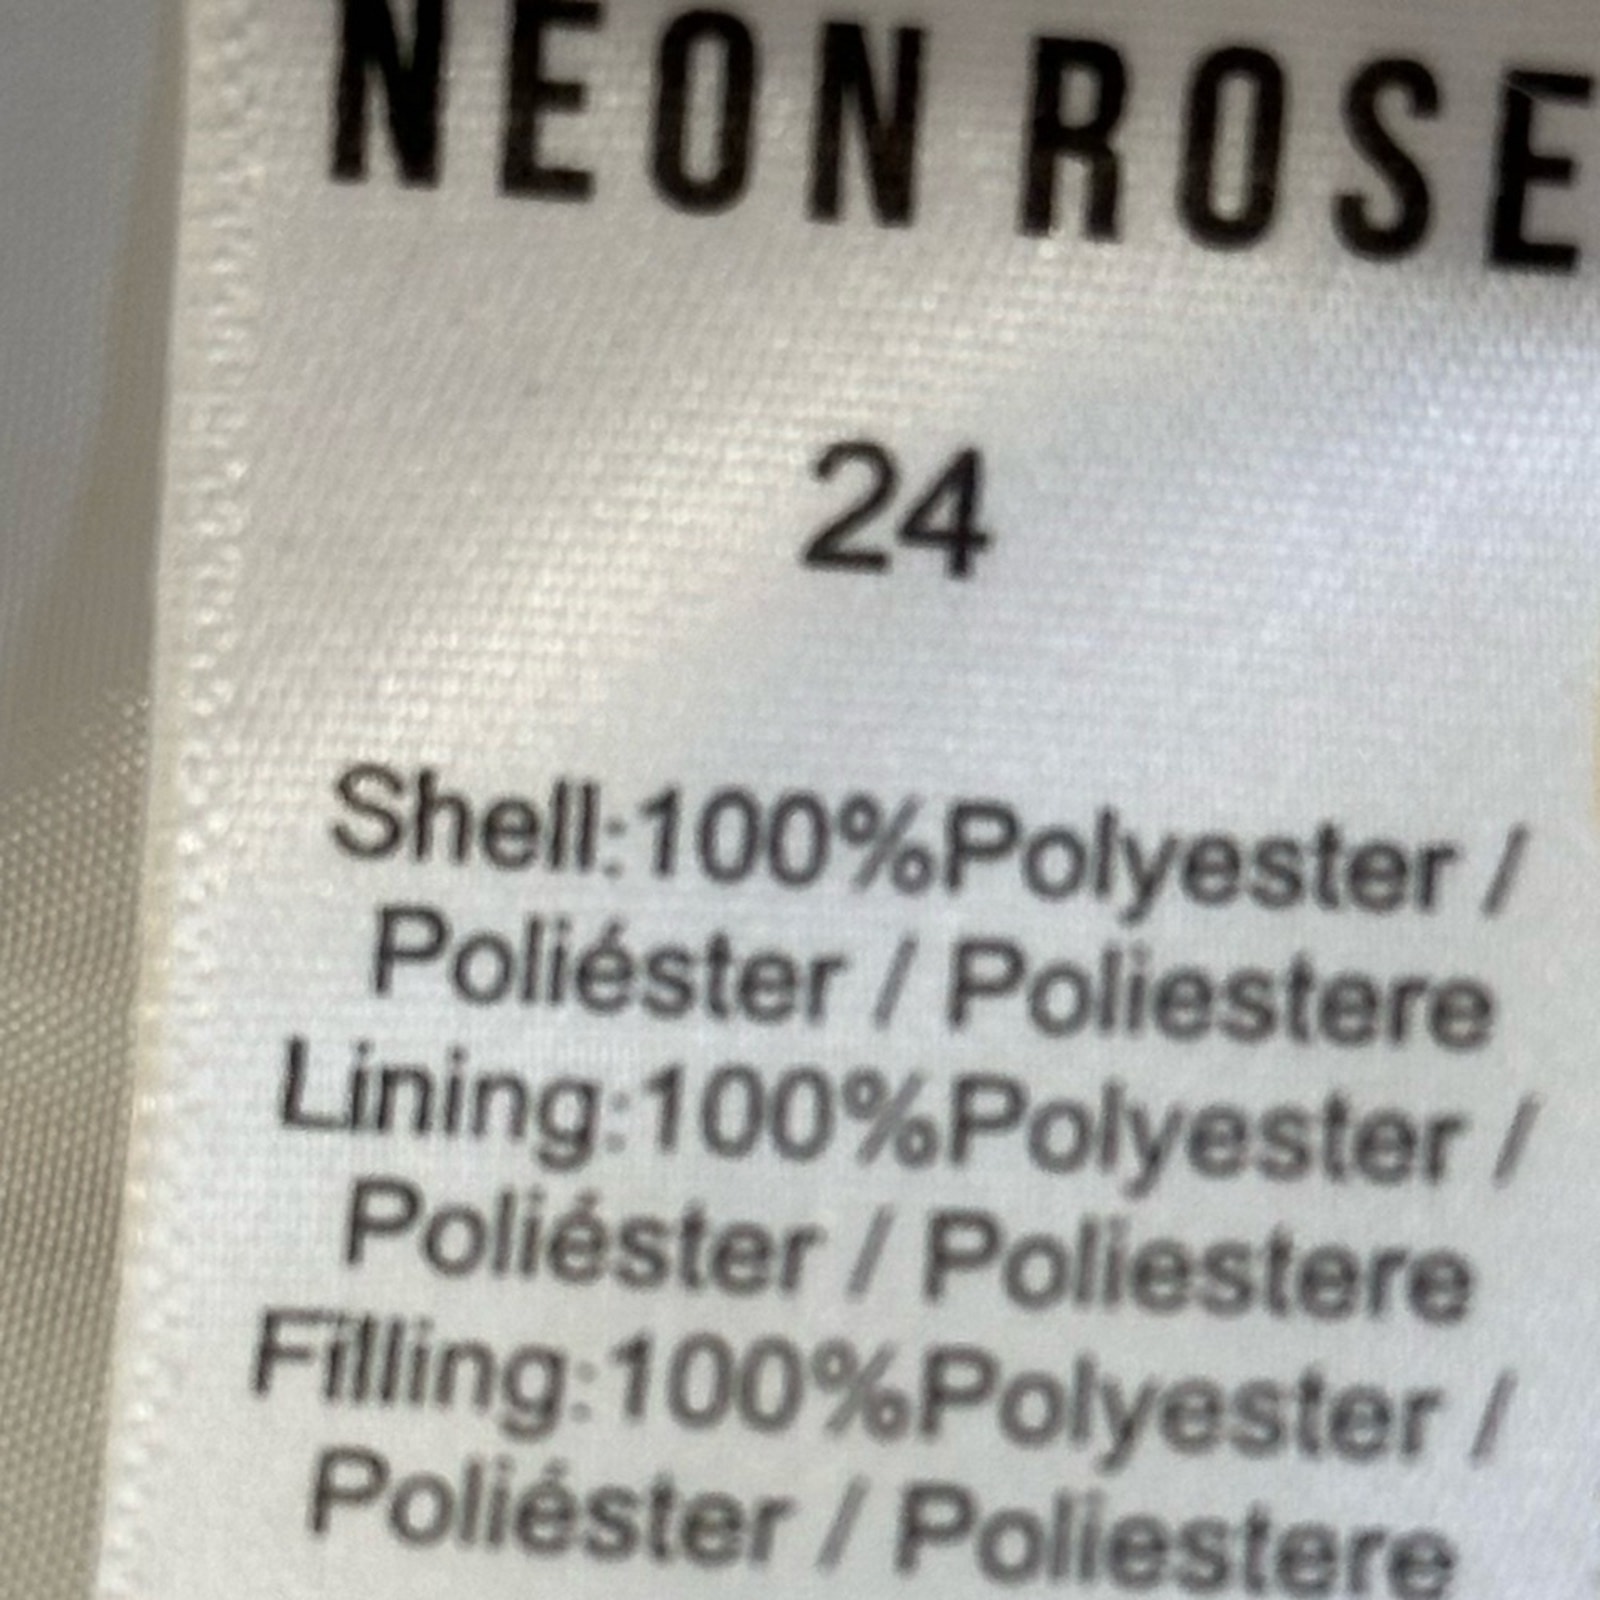 NEON ROSE
24
Shell:100%Polyester /
Poliéster / Poliestere
Lining:100%Polyester /
Poliéster / Poliestere
Filling:100%Polyester /
Poliéster / Poliestere